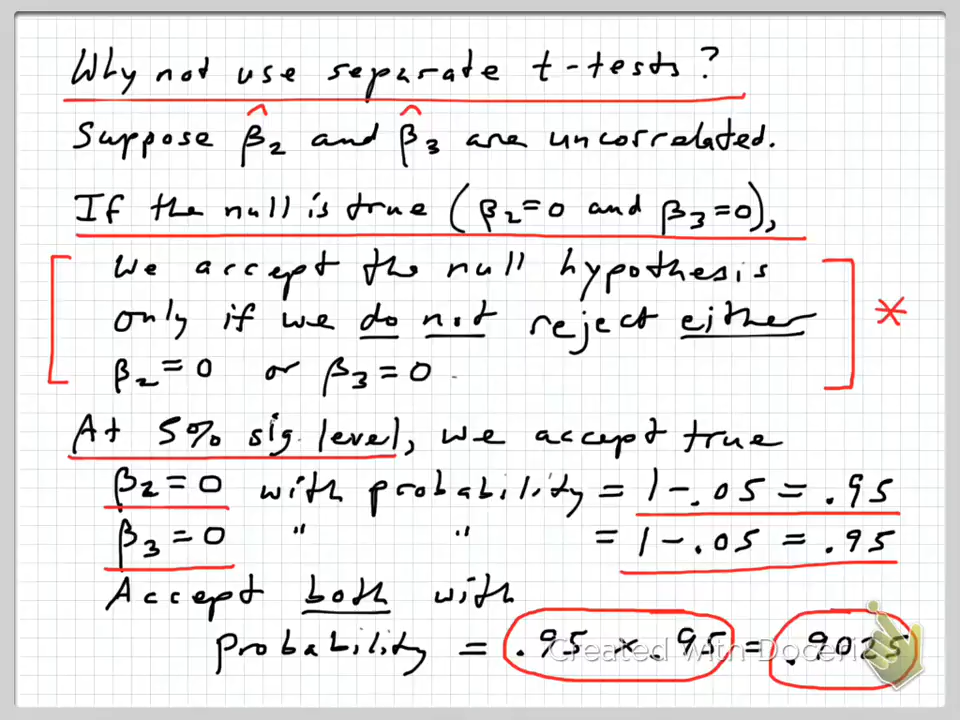 Why not use separate t-tests?
Suppose β̂2 and β̂3 are uncorrelated.
If the null is true (β2=0 and β3=0),
We accept the null hypothesis
only if we do not reject either *
β2=0 or β3=0.
At 5% sig. level, we accept true
β2=0 with probability = 1-.05 = .95
β3=0 " " = 1-.05 = .95
Accept both with
probability = .95 × .95 = .9025
Created with Doceri